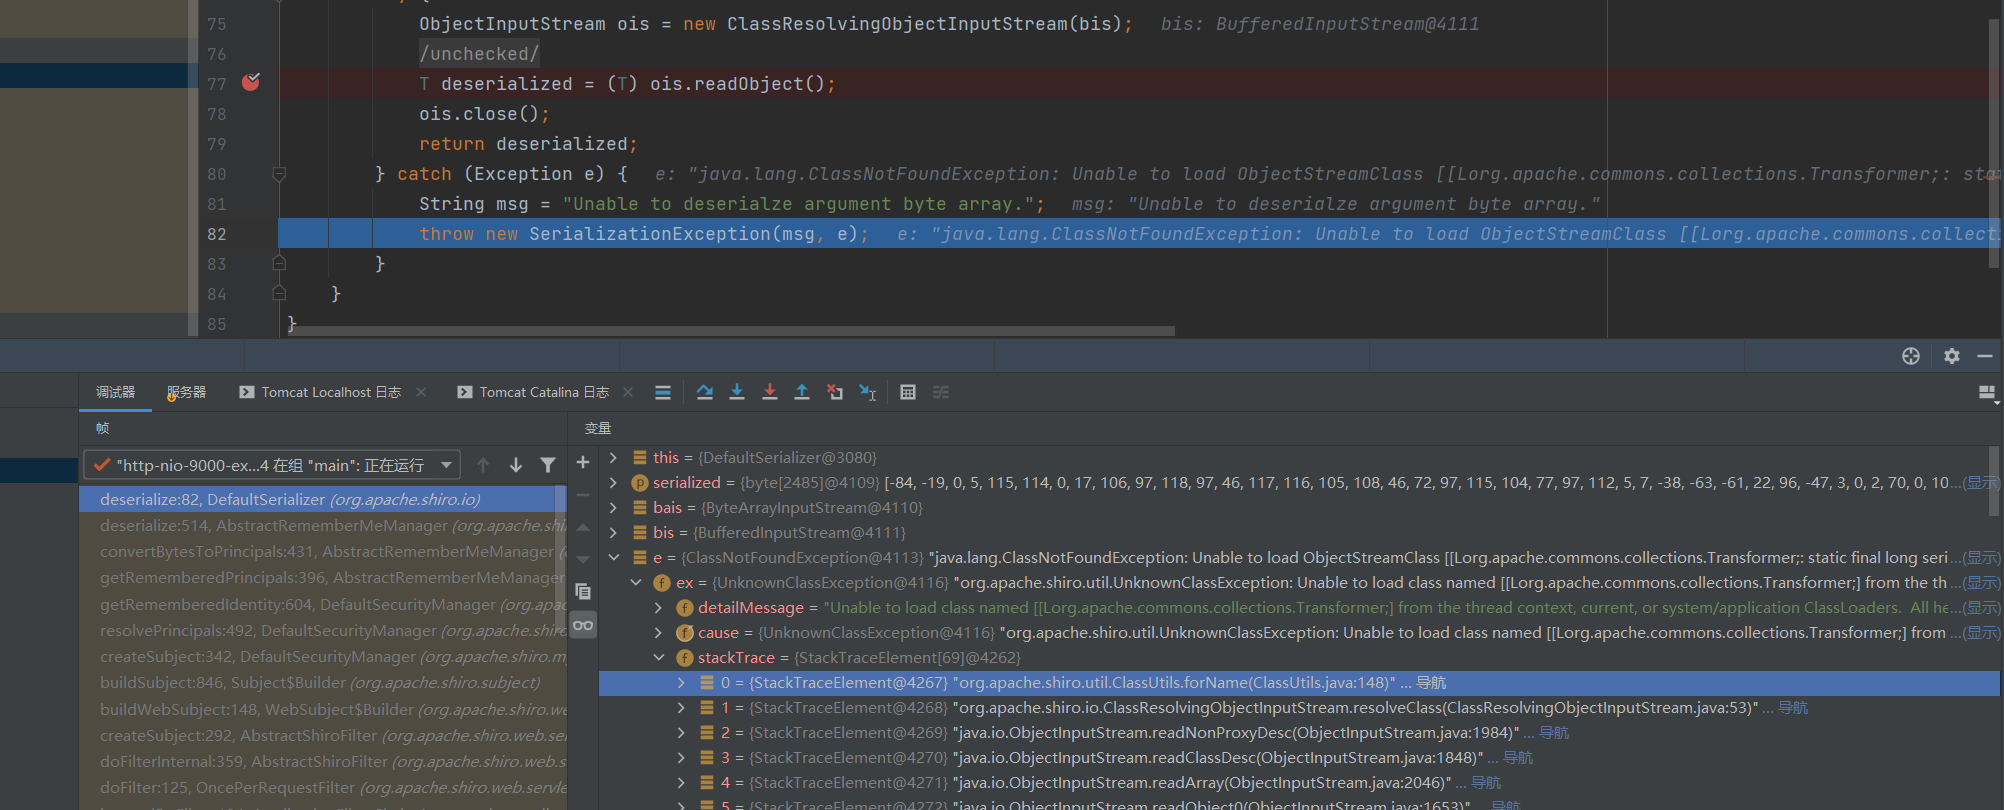 75 ObjectInputStream ois = new ClassResolvingObjectInputStream(bis); bis: BufferedInputStream@4111
76 /unchecked/
77 T deserialized = (T) ois.readObject();
78 ois.close();
79 return deserialized;
80 } catch (Exception e) { e: "java.lang.ClassNotFoundException: Unable to load ObjectStreamClass [[Lorg.apache.commons.collections.Transformer;: sta
81 String msg = "Unable to deserialze argument byte array."; msg: "Unable to deserialze argument byte array."
82 throw new SerializationException(msg, e); e: "java.lang.ClassNotFoundException: Unable to load ObjectStreamClass [[Lorg.apache.commons.collecti
83 }
84 }
85 }
调试器 服务器 Tomcat Localhost 日志 Tomcat Catalina 日志
帧 变量
"http-nio-9000-ex...4 在组 "main": 正在运行
deserialize:82, DefaultSerializer (org.apache.shiro.io)
deserialize:514, AbstractRememberMeManager (org.apache.shi
convertBytesToPrincipals:431, AbstractRememberMeManager (
getRememberedPrincipals:396, AbstractRememberMeManager
getRememberedIdentity:604, DefaultSecurityManager (org.apac
resolvePrincipals:492, DefaultSecurityManager (org.apache.shiro
createSubject:342, DefaultSecurityManager (org.apache.shiro.m
buildSubject:846, Subject$Builder (org.apache.shiro.subject)
buildWebSubject:148, WebSubject$Builder (org.apache.shiro.we
createSubject:292, AbstractShiroFilter (org.apache.shiro.web.ser
doFilterInternal:359, AbstractShiroFilter (org.apache.shiro.web.s
doFilter:125, OncePerRequestFilter (org.apache.shiro.web.servle
this = {DefaultSerializer@3080}
serialized = {byte[2485]@4109} [-84, -19, 0, 5, 115, 114, 0, 17, 106, 97, 118, 97, 46, 117, 116, 105, 108, 46, 72, 97, 115, 104, 77, 97, 112, 5, 7, -38, -63, -61, 22, 96, -47, 3, 0, 2, 70, 0, 10...(显示)
bais = {ByteArrayInputStream@4110}
bis = {BufferedInputStream@4111}
e = {ClassNotFoundException@4113} "java.lang.ClassNotFoundException: Unable to load ObjectStreamClass [[Lorg.apache.commons.collections.Transformer;: static final long seri...(显示)
ex = {UnknownClassException@4116} "org.apache.shiro.util.UnknownClassException: Unable to load class named [[Lorg.apache.commons.collections.Transformer;] from the th...(显示)
detailMessage = "Unable to load class named [[Lorg.apache.commons.collections.Transformer;] from the thread context, current, or system/application ClassLoaders. All he...(显示)
cause = {UnknownClassException@4116} "org.apache.shiro.util.UnknownClassException: Unable to load class named [[Lorg.apache.commons.collections.Transformer;] from ...(显示)
stackTrace = {StackTraceElement[69]@4262}
0 = {StackTraceElement@4267} "org.apache.shiro.util.ClassUtils.forName(ClassUtils.java:148)" ... 导航
1 = {StackTraceElement@4268} "org.apache.shiro.io.ClassResolvingObjectInputStream.resolveClass(ClassResolvingObjectInputStream.java:53)" ... 导航
2 = {StackTraceElement@4269} "java.io.ObjectInputStream.readNonProxyDesc(ObjectInputStream.java:1984)" ... 导航
3 = {StackTraceElement@4270} "java.io.ObjectInputStream.readClassDesc(ObjectInputStream.java:1848)" ... 导航
4 = {StackTraceElement@4271} "java.io.ObjectInputStream.readArray(ObjectInputStream.java:2046)" ... 导航
5 = {StackTraceElement@4272} "java.io.ObjectInputStream.readObject0(ObjectInputStream.java:1653)" ... 导航